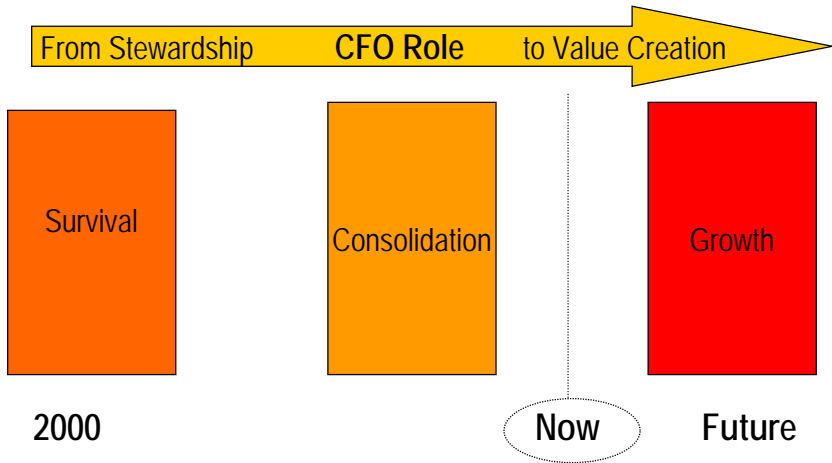 From Stewardship CFO Role to Value Creation
Survival
Consolidation
Growth
2000 Now Future